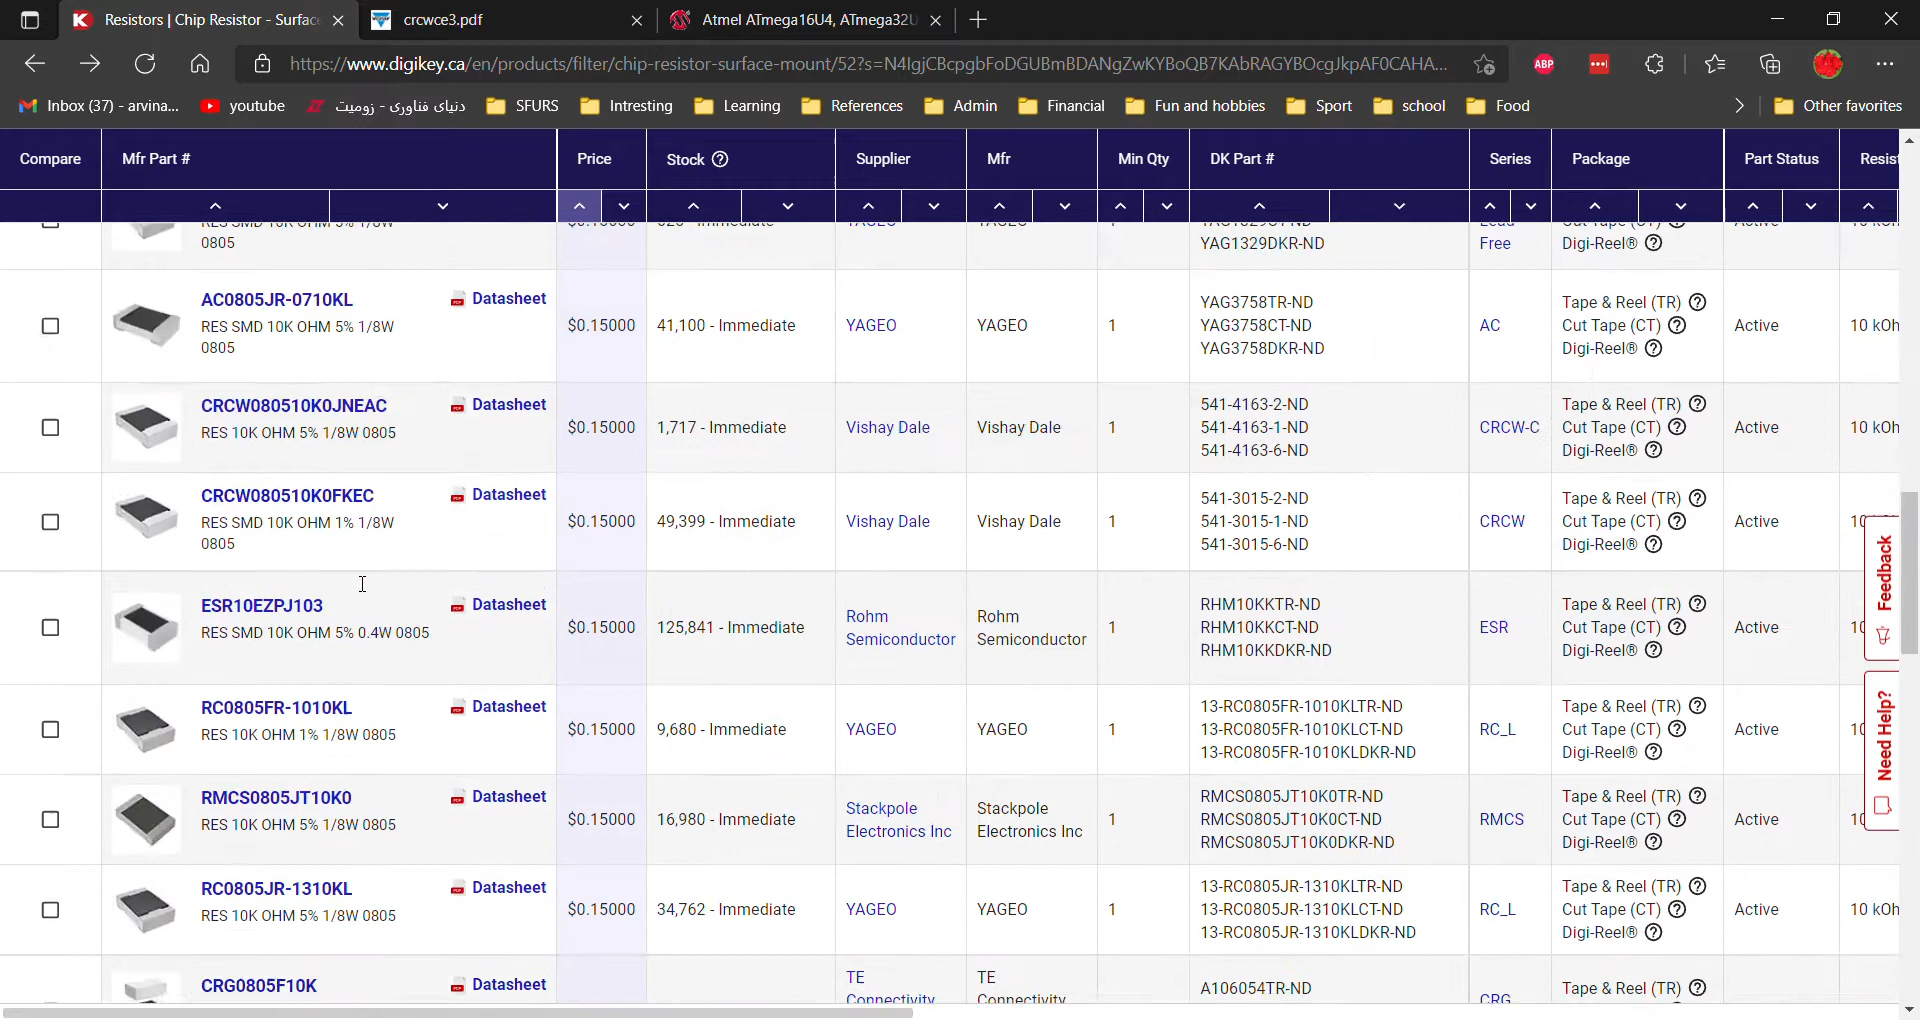 Resistors | Chip Resistor - Surfac
crcwce3.pdf
Atmel ATmega16U4, ATmega32U
https://www.digikey.ca/en/products/filter/chip-resistor-surface-mount/52?s=N4IgjCBcpgbFoDGUBmBDANgZwKYBoQB7KAbRAGYBOcgJkpAF0CAHA...
ABP
Inbox (37) - arvina...
youtube
دنیای فناوری - زومیت
SFURS
Intresting
Learning
References
Admin
Financial
Fun and hobbies
Sport
school
Food
Other favorites
Compare Mfr Part # Price Stock Supplier Mfr Min Qty DK Part # Series Package Part Status Resist
0805
YAG1329DKR-ND
Free
Digi-Reel®
AC0805JR-0710KL
Datasheet
RES SMD 10K OHM 5% 1/8W
0805
$0.15000
41,100 - Immediate
YAGEO
YAGEO
1
YAG3758TR-ND
YAG3758CT-ND
YAG3758DKR-ND
AC
Tape & Reel (TR)
Cut Tape (CT)
Digi-Reel®
Active
10 kOh
CRCW080510K0JNEAC
Datasheet
RES 10K OHM 5% 1/8W 0805
$0.15000
1,717 - Immediate
Vishay Dale
Vishay Dale
1
541-4163-2-ND
541-4163-1-ND
541-4163-6-ND
CRCW-C
Tape & Reel (TR)
Cut Tape (CT)
Digi-Reel®
Active
10 kOh
CRCW080510K0FKEC
Datasheet
RES SMD 10K OHM 1% 1/8W
0805
$0.15000
49,399 - Immediate
Vishay Dale
Vishay Dale
1
541-3015-2-ND
541-3015-1-ND
541-3015-6-ND
CRCW
Tape & Reel (TR)
Cut Tape (CT)
Digi-Reel®
Active
ESR10EZPJ103
Datasheet
RES SMD 10K OHM 5% 0.4W 0805
$0.15000
125,841 - Immediate
Rohm
Semiconductor
Rohm
Semiconductor
1
RHM10KKTR-ND
RHM10KKCT-ND
RHM10KKDKR-ND
ESR
Tape & Reel (TR)
Cut Tape (CT)
Digi-Reel®
Active
10
RC0805FR-1010KL
Datasheet
RES 10K OHM 1% 1/8W 0805
$0.15000
9,680 - Immediate
YAGEO
YAGEO
1
13-RC0805FR-1010KLTR-ND
13-RC0805FR-1010KLCT-ND
13-RC0805FR-1010KLDKR-ND
RC_L
Tape & Reel (TR)
Cut Tape (CT)
Digi-Reel®
Active
10
RMCS0805JT10K0
Datasheet
RES 10K OHM 5% 1/8W 0805
$0.15000
16,980 - Immediate
Stackpole
Electronics Inc
Stackpole
Electronics Inc
1
RMCS0805JT10K0TR-ND
RMCS0805JT10K0CT-ND
RMCS0805JT10K0DKR-ND
RMCS
Tape & Reel (TR)
Cut Tape (CT)
Digi-Reel®
Active
10
RC0805JR-1310KL
Datasheet
RES 10K OHM 5% 1/8W 0805
$0.15000
34,762 - Immediate
YAGEO
YAGEO
1
13-RC0805JR-1310KLTR-ND
13-RC0805JR-1310KLCT-ND
13-RC0805JR-1310KLDKR-ND
RC_L
Tape & Reel (TR)
Cut Tape (CT)
Digi-Reel®
Active
10 kOh
CRG0805F10K
Datasheet
TE
Connectivity
TE
Connectivity
A106054TR-ND
CRG
Tape & Reel (TR)
Feedback
Need Help?